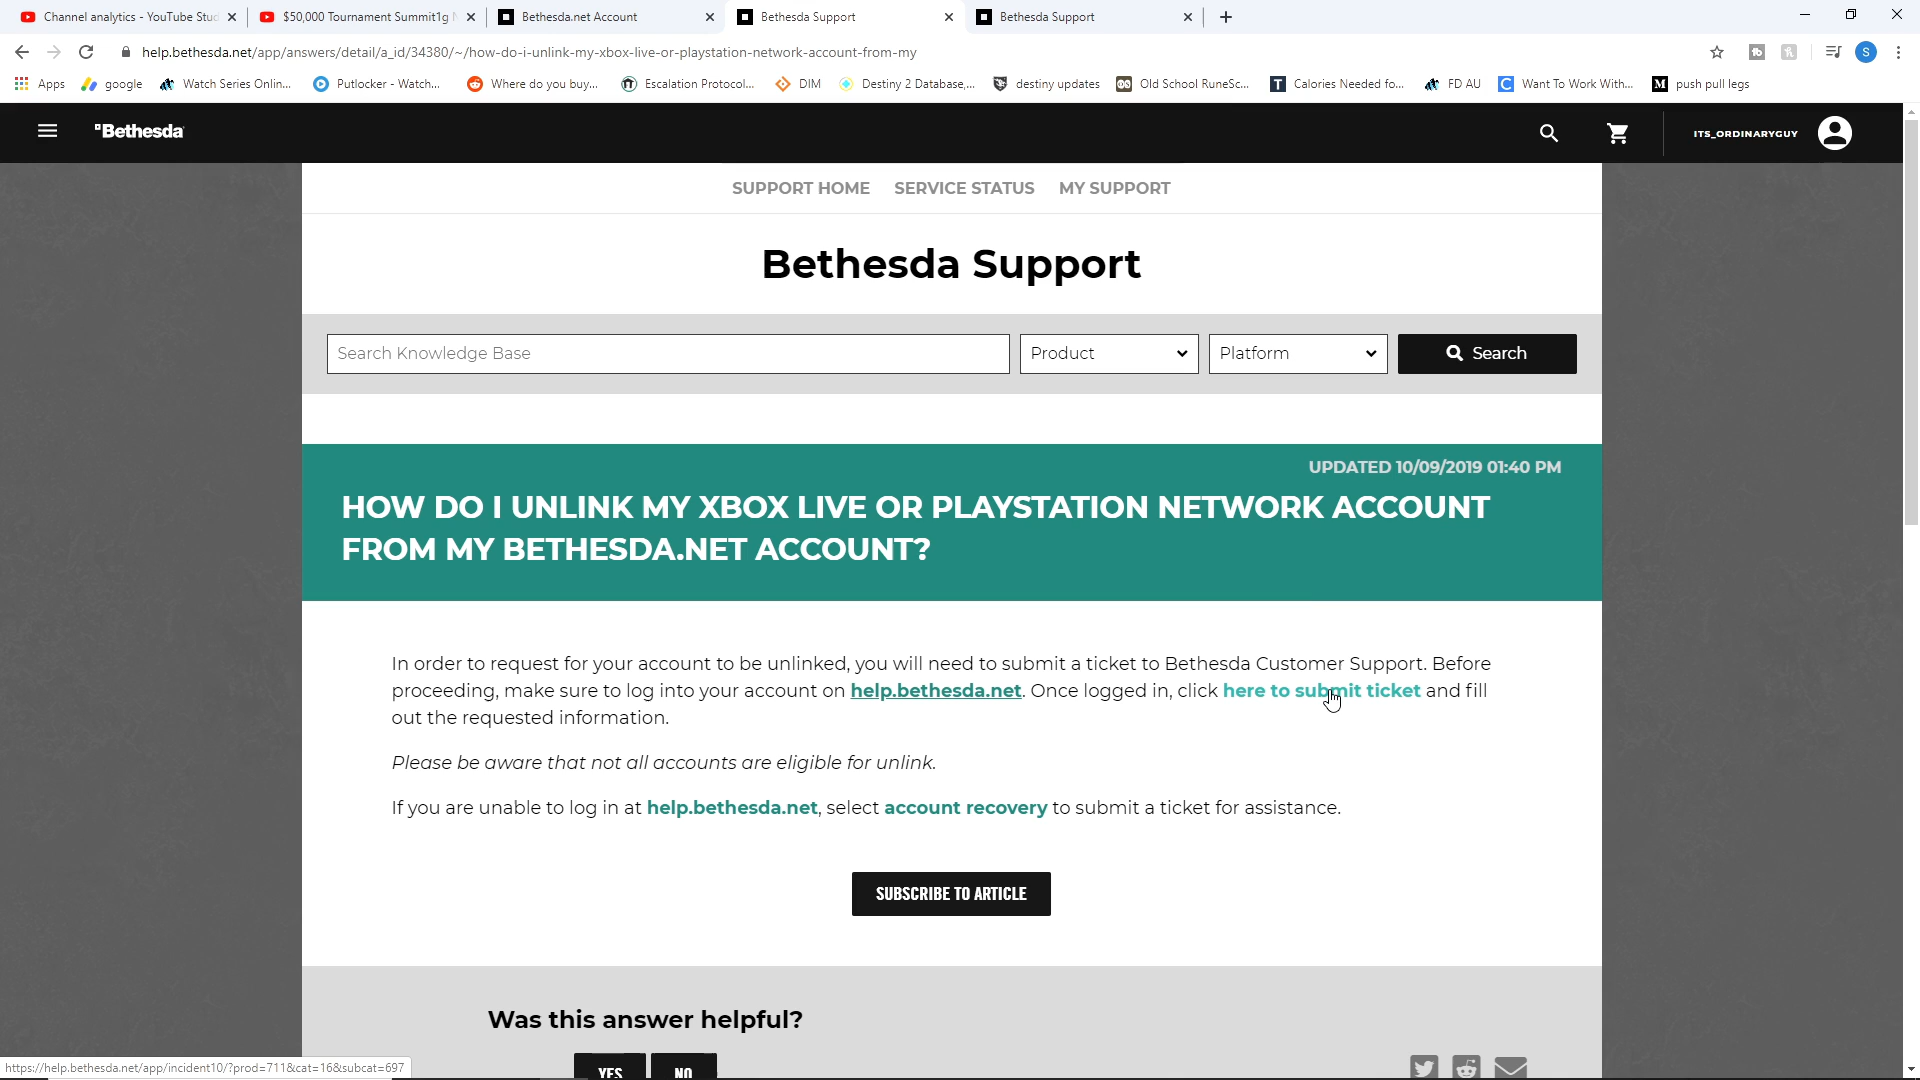 Channel analytics - YouTube Stud
$50,000 Tournament Summit1g
Bethesda.net Account
Bethesda Support
Bethesda Support
help.bethesda.net/app/answers/detail/a_id/34380/~/how-do-i-unlink-my-xbox-live-or-playstation-network-account-from-my
S
Apps
google
Watch Series Onlin...
Putlocker - Watch...
Where do you buy...
Escalation Protocol...
DIM
Destiny 2 Database,...
destiny updates
Old School RuneSc...
Calories Needed fo...
FD AU
Want To Work With...
push pull legs
Bethesda
ITS_ORDINARYGUY
SUPPORT HOME SERVICE STATUS MY SUPPORT
Bethesda Support
Search Knowledge Base
Product
Platform
Search
UPDATED 10/09/2019 01:40 PM
HOW DO I UNLINK MY XBOX LIVE OR PLAYSTATION NETWORK ACCOUNT
FROM MY BETHESDA.NET ACCOUNT?
In order to request for your account to be unlinked, you will need to submit a ticket to Bethesda Customer Support. Before
proceeding, make sure to log into your account on help.bethesda.net. Once logged in, click here to submit ticket and fill
out the requested information.
Please be aware that not all accounts are eligible for unlink.
If you are unable to log in at help.bethesda.net, select account recovery to submit a ticket for assistance.
SUBSCRIBE TO ARTICLE
Was this answer helpful?
YES
NO
https://help.bethesda.net/app/incident10/?prod=711&cat=16&subcat=697